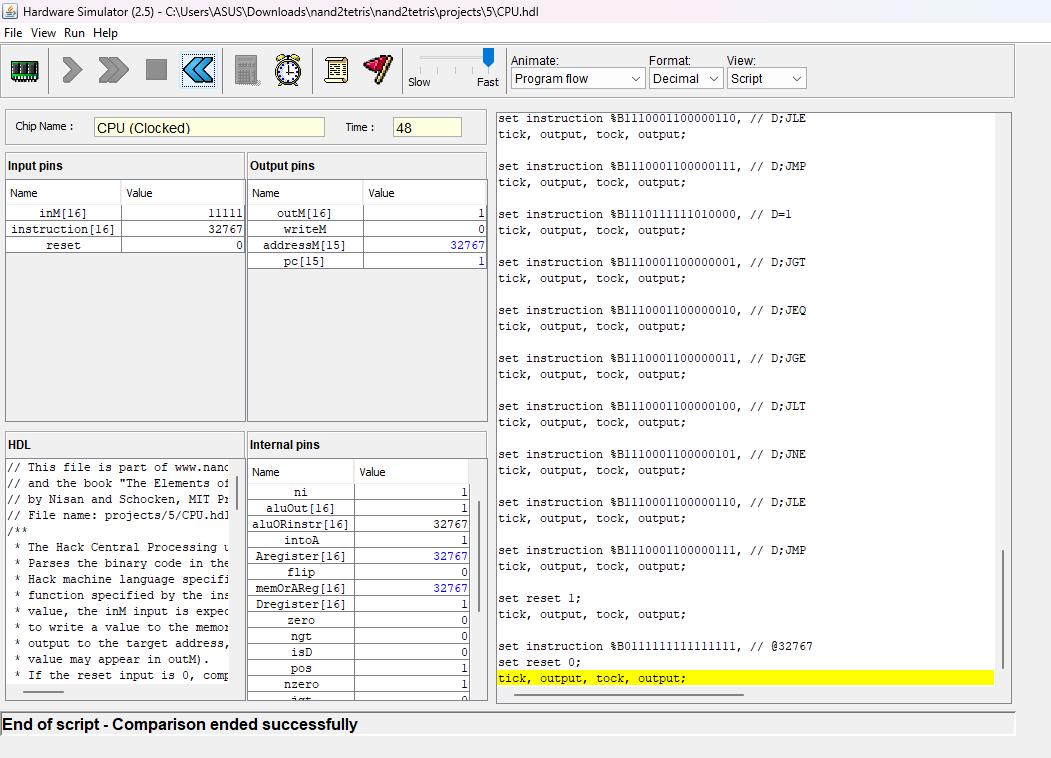 Hardware Simulator (2.5) - C:\Users\ASUS\Downloads\nand2tetris\nand2tetris\projects\5\CPU.hdl
File View Run Help
Animate: Format: View:
Slow Fast Program flow Decimal Script
Chip Name : CPU (Clocked) Time : 48
Input pins
Name Value
inM[16] 11111
instruction[16] 32767
reset 0
Output pins
Name Value
outM[16] 1
writeM 0
addressM[15] 32767
pc[15] 1
HDL
// This file is part of www.nand
// and the book "The Elements of
// by Nisan and Schocken, MIT Pr
// File name: projects/5/CPU.hdl
/**
* The Hack Central Processing u
* Parses the binary code in the
* Hack machine language specifi
* function specified by the ins
* value, the inM input is expec
* to write a value to the memor
* output to the target address,
* value may appear in outM).
* If the reset input is 0, comp
Internal pins
Name Value
ni 1
aluOut[16] 1
aluORinstr[16] 32767
intoA 1
Aregister[16] 32767
flip 0
memOrAReg[16] 32767
Dregister[16] 1
zero 0
ngt 0
isD 0
pos 1
nzero 1
set instruction %B1110001100000110, // D;JLE
tick, output, tock, output;
set instruction %B1110001100000111, // D;JMP
tick, output, tock, output;
set instruction %B1110111111010000, // D=1
tick, output, tock, output;
set instruction %B1110001100000001, // D;JGT
tick, output, tock, output;
set instruction %B1110001100000010, // D;JEQ
tick, output, tock, output;
set instruction %B1110001100000011, // D;JGE
tick, output, tock, output;
set instruction %B1110001100000100, // D;JLT
tick, output, tock, output;
set instruction %B1110001100000101, // D;JNE
tick, output, tock, output;
set instruction %B1110001100000110, // D;JLE
tick, output, tock, output;
set instruction %B1110001100000111, // D;JMP
tick, output, tock, output;
set reset 1;
tick, output, tock, output;
set instruction %B0111111111111111, // @32767
set reset 0;
tick, output, tock, output;
End of script - Comparison ended successfully